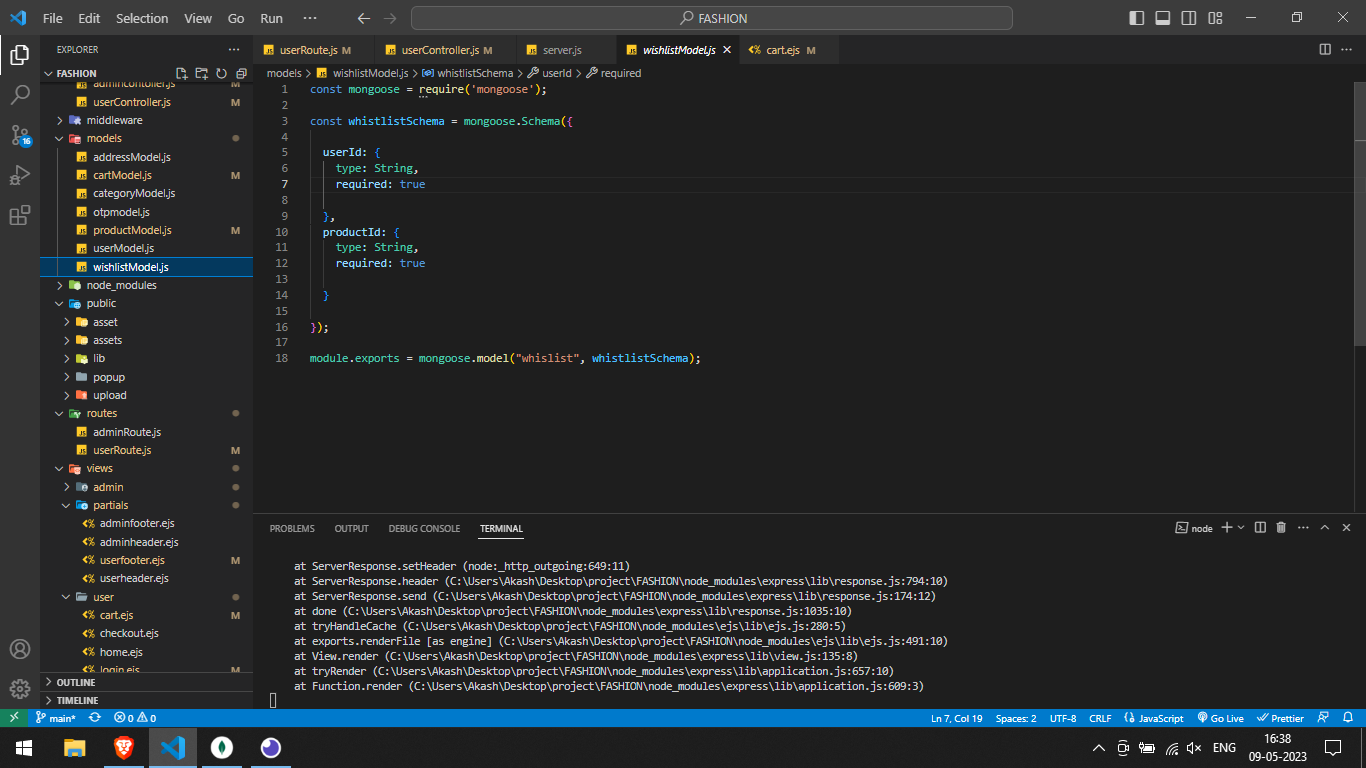 File Edit Selection View Go Run ··· FASHION
EXPLORER ···
FASHION
adminController.js M
userController.js M
middleware
models
addressModel.js
cartModel.js M
categoryModel.js
otpmodel.js
productModel.js M
userModel.js
wishlistModel.js
node_modules
public
asset
assets
lib
popup
upload
routes
adminRoute.js
userRoute.js M
views
admin
partials
adminfooter.ejs
adminheader.ejs
userfooter.ejs M
userheader.ejs
user
cart.ejs M
checkout.ejs
home.ejs
login.ejs M
OUTLINE
TIMELINE
16
userRoute.js M userController.js M server.js wishlistModel.js cart.ejs M
models > wishlistModel.js > whistlistSchema > userId > required
1 const mongoose = require('mongoose');
2
3 const whistlistSchema = mongoose.Schema({
4
5 userId: {
6 type: String,
7 required: true
8
9 },
10 productId: {
11 type: String,
12 required: true
13
14 }
15
16 });
17
18 module.exports = mongoose.model("whislist", whistlistSchema);
PROBLEMS OUTPUT DEBUG CONSOLE TERMINAL node
at ServerResponse.setHeader (node:_http_outgoing:649:11)
at ServerResponse.header (C:\Users\Akash\Desktop\project\FASHION\node_modules\express\lib\response.js:794:10)
at ServerResponse.send (C:\Users\Akash\Desktop\project\FASHION\node_modules\express\lib\response.js:174:12)
at done (C:\Users\Akash\Desktop\project\FASHION\node_modules\express\lib\response.js:1035:10)
at tryHandleCache (C:\Users\Akash\Desktop\project\FASHION\node_modules\ejs\lib\ejs.js:280:5)
at exports.renderFile [as engine] (C:\Users\Akash\Desktop\project\FASHION\node_modules\ejs\lib\ejs.js:491:10)
at View.render (C:\Users\Akash\Desktop\project\FASHION\node_modules\express\lib\view.js:135:8)
at tryRender (C:\Users\Akash\Desktop\project\FASHION\node_modules\express\lib\application.js:657:10)
at Function.render (C:\Users\Akash\Desktop\project\FASHION\node_modules\express\lib\application.js:609:3)
main* 0 0 Ln 7, Col 19 Spaces: 2 UTF-8 CRLF JavaScript Go Live Prettier
ENG 16:38
09-05-2023